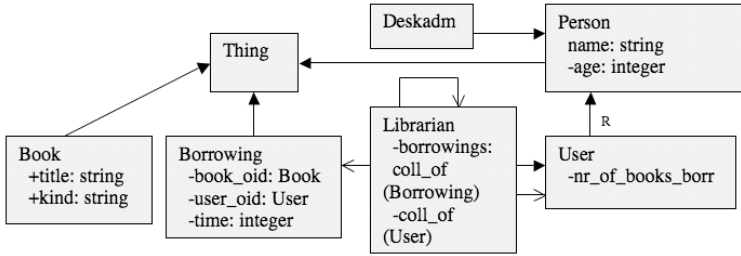 Deskadm
Person
name: string
-age: integer
Thing
R
Book
+title: string
+kind: string
Borrowing
-book_oid: Book
-user_oid: User
-time: integer
Librarian
-borrowings:
coll_of
(Borrowing)
-coll_of
(User)
User
-nr_of_books_borr